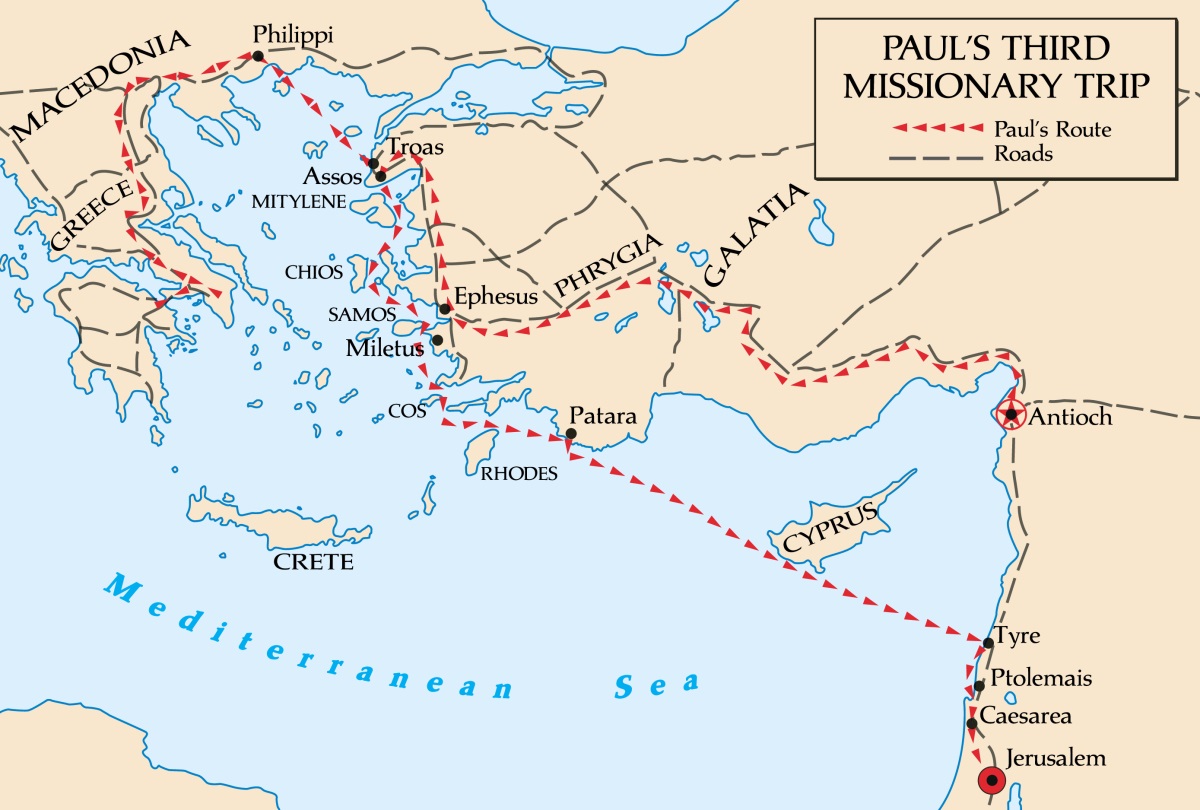 PAUL'S THIRD
MISSIONARY TRIP
Paul's Route
Roads
Philippi
MACEDONIA
Troas
Assos
MITYLENE
GREECE
GALATIA
PHRYGIA
CHIOS
Ephesus
SAMOS
Miletus
COS
Patara
Antioch
RHODES
CYPRUS
CRETE
Mediterranean Sea
Tyre
Ptolemais
Caesarea
Jerusalem